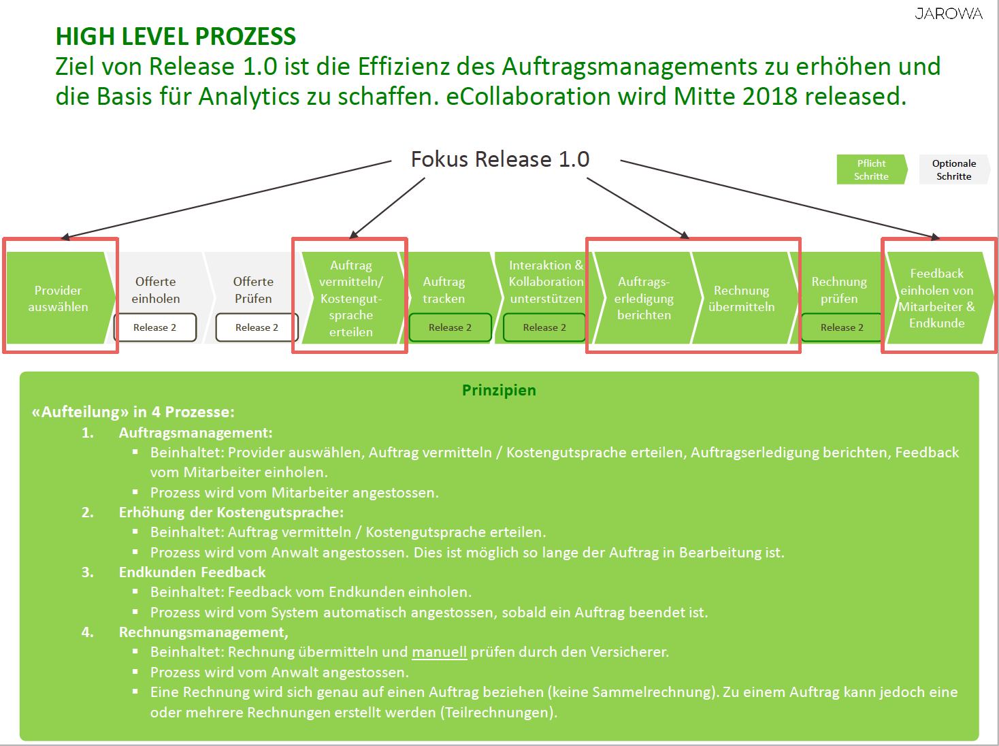 JAROWA
HIGH LEVEL PROZESS
Ziel von Release 1.0 ist die Effizienz des Auftragsmanagements zu erhöhen und
die Basis für Analytics zu schaffen. eCollaboration wird Mitte 2018 released.
Fokus Release 1.0
Pflicht
Schritte
Optionale
Schritte
Provider
auswählen
Offerte
einholen
Release 2
Offerte
Prüfen
Release 2
Auftrag
vermitteln/
Kostengut-
sprache
erteilen
Auftrag
tracken
Release 2
Interaktion &
Kollaboration
unterstützen
Release 2
Auftrags-
erledigung
berichten
Rechnung
übermitteln
Rechnung
prüfen
Release 2
Feedback
einholen von
Mitarbeiter &
Endkunde
Prinzipien
«Aufteilung» in 4 Prozesse:
1. Auftragsmanagement:
▪ Beinhaltet: Provider auswählen, Auftrag vermitteln / Kostengutsprache erteilen, Auftragserledigung berichten, Feedback
vom Mitarbeiter einholen.
▪ Prozess wird vom Mitarbeiter angestossen.
2. Erhöhung der Kostengutsprache:
▪ Beinhaltet: Auftrag vermitteln / Kostengutsprache erteilen.
▪ Prozess wird vom Anwalt angestossen. Dies ist möglich so lange der Auftrag in Bearbeitung ist.
3. Endkunden Feedback
▪ Beinhaltet: Feedback vom Endkunden einholen.
▪ Prozess wird vom System automatisch angestossen, sobald ein Auftrag beendet ist.
4. Rechnungsmanagement,
▪ Beinhaltet: Rechnung übermitteln und manuell prüfen durch den Versicherer.
▪ Prozess wird vom Anwalt angestossen.
▪ Eine Rechnung wird sich genau auf einen Auftrag beziehen (keine Sammelrechnung). Zu einem Auftrag kann jedoch eine
oder mehrere Rechnungen erstellt werden (Teilrechnungen).